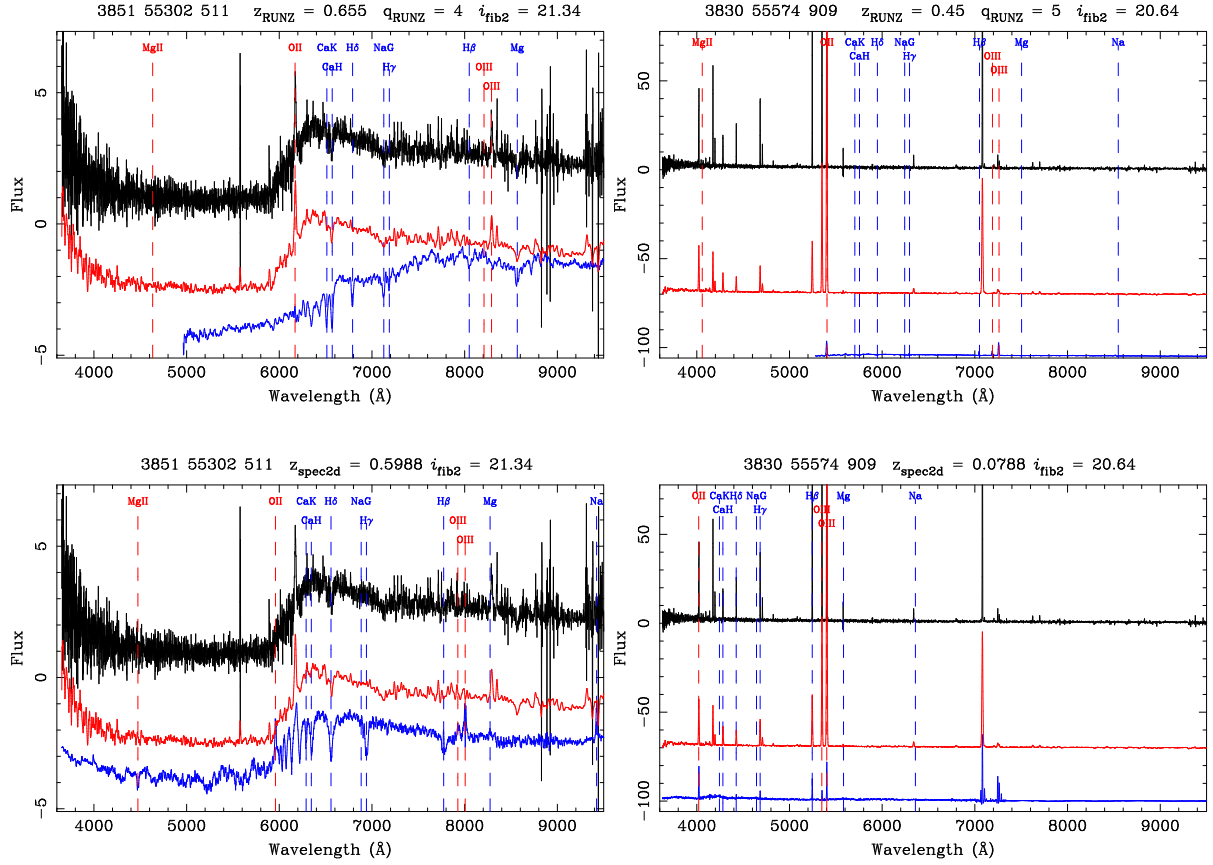 3851 55302 511 z_RUNZ = 0.655 q_RUNZ = 4 i_fib2 = 21.34
MgII OII CaK Hδ NaG Hβ Mg
CaH Hγ OIII
OIII
Flux
5
0
−5
4000 5000 6000 7000 8000 9000
Wavelength (Å)
3830 55574 909 z_RUNZ = 0.45 q_RUNZ = 5 i_fib2 = 20.64
MgII OII CaK Hδ NaG Hβ Mg Na
CaH Hγ OIII
OIII
Flux
50
0
−50
−100
4000 5000 6000 7000 8000 9000
Wavelength (Å)
3851 55302 511 z_spec2d = 0.5988 i_fib2 = 21.34
MgII OII CaK Hδ NaG Hβ Mg Na
CaH Hγ OIII
OIII
Flux
5
0
−5
4000 5000 6000 7000 8000 9000
Wavelength (Å)
3830 55574 909 z_spec2d = 0.0788 i_fib2 = 20.64
OII CaK Hδ NaG Hβ Mg Na
CaH Hγ OIII
OIII
Flux
50
0
−50
−100
4000 5000 6000 7000 8000 9000
Wavelength (Å)